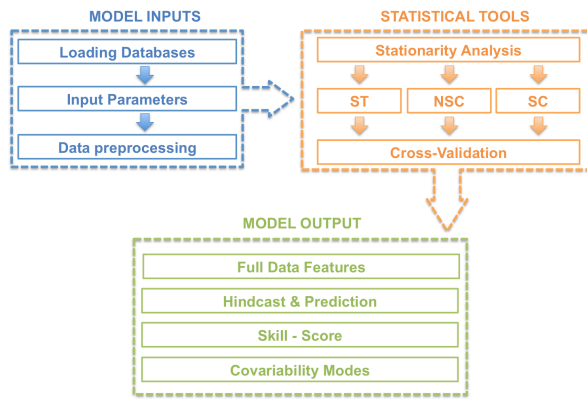 MODEL INPUTS
Loading Databases
Input Parameters
Data preprocessing
STATISTICAL TOOLS
Stationarity Analysis
ST NSC SC
Cross-Validation
MODEL OUTPUT
Full Data Features
Hindcast & Prediction
Skill - Score
Covariability Modes